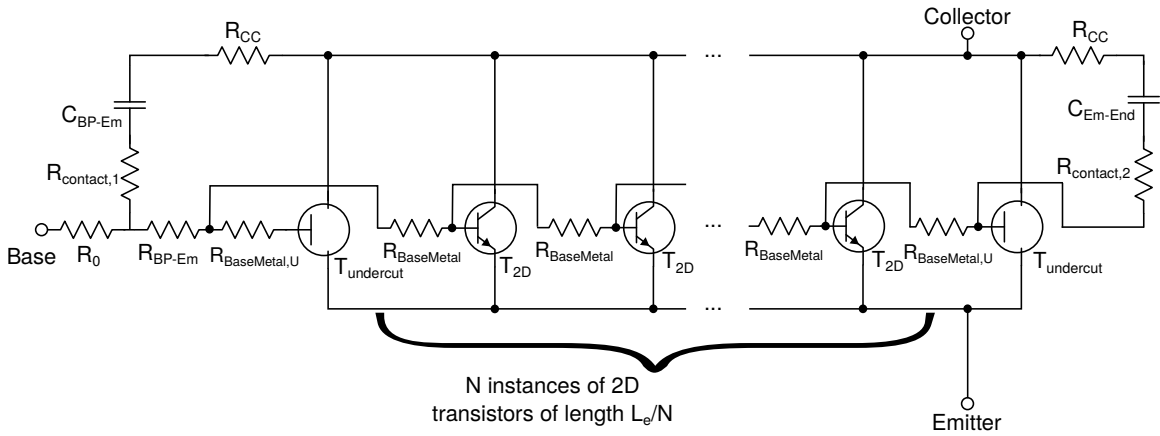 Collector
R_CC
R_CC
...
C_BP-Em
C_Em-End
R_contact,1
R_contact,2
Base
R_0
R_BP-Em
R_BaseMetal,U
T_undercut
R_BaseMetal
T_2D
R_BaseMetal
T_2D
...
R_BaseMetal
T_2D
R_BaseMetal,U
T_undercut
...
N instances of 2D
transistors of length L_e/N
Emitter